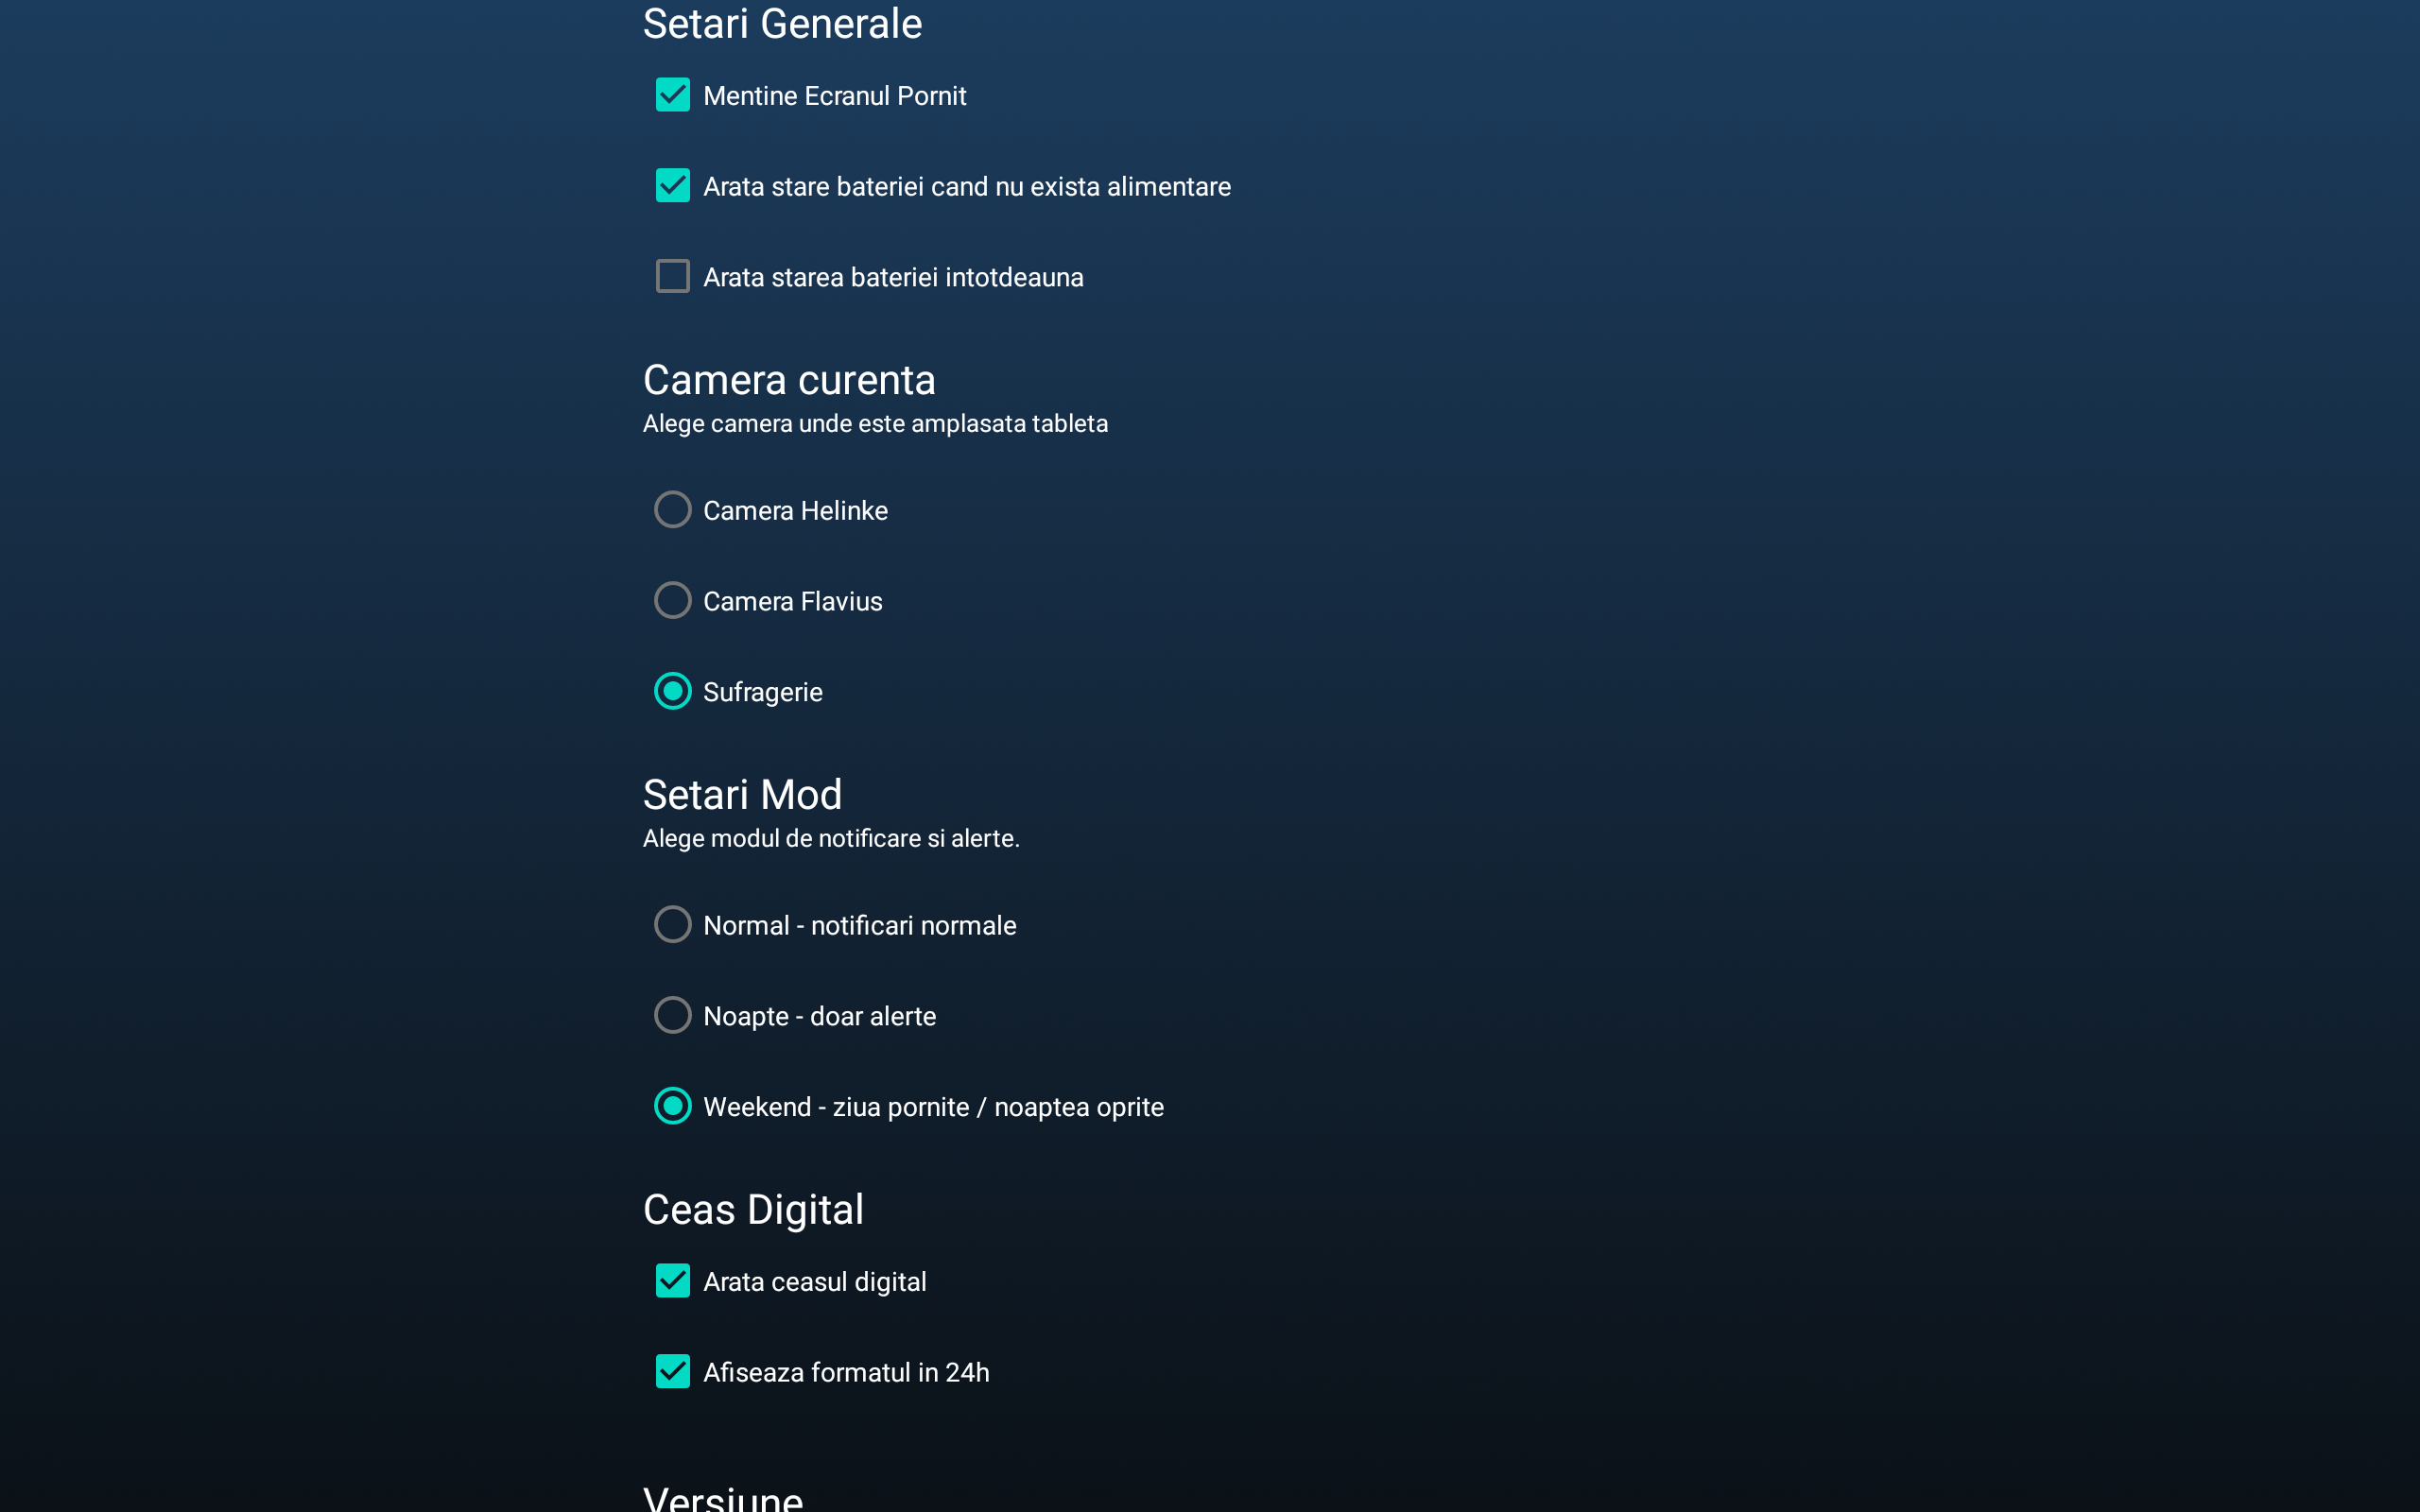 Setari Generale
Mentine Ecranul Pornit
Arata stare bateriei cand nu exista alimentare
Arata starea bateriei intotdeauna
Camera curenta
Alege camera unde este amplasata tableta
Camera Helinke
Camera Flavius
Sufragerie
Setari Mod
Alege modul de notificare si alerte.
Normal - notificari normale
Noapte - doar alerte
Weekend - ziua pornite / noaptea oprite
Ceas Digital
Arata ceasul digital
Afiseaza formatul in 24h
Versiune